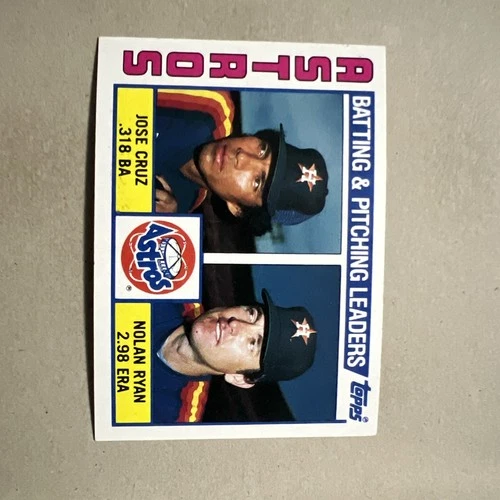 ASTROS
BATTING & PITCHING LEADERS
topps®
JOSE CRUZ
.318 BA
Astros
®
NOLAN RYAN
2.98 ERA